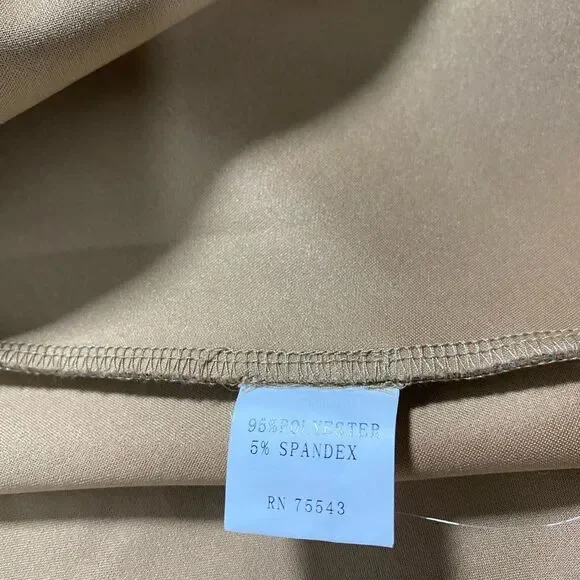 95%POLYESTER
5% SPANDEX
RN 75543